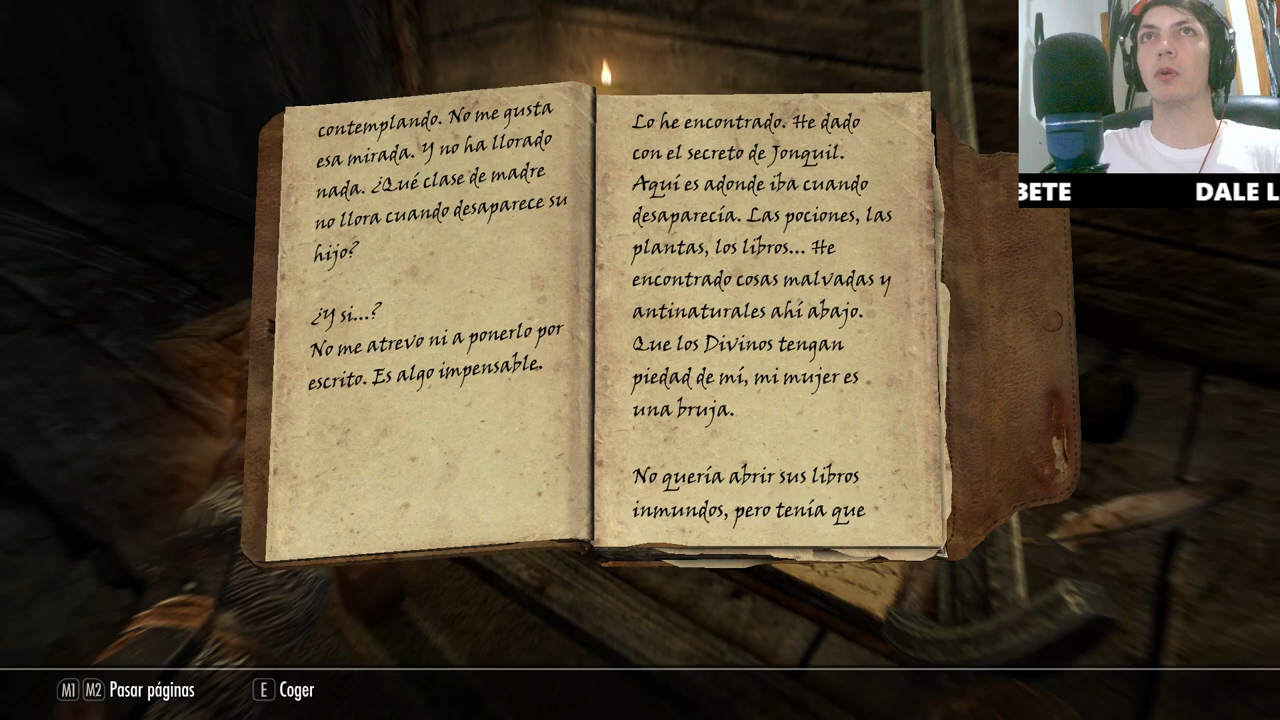 contemplando. No me gusta
esa mirada. Y no ha llorado
nada. ¿Qué clase de madre
no llora cuando desaparece su
hijo?
¿Y si...?
No me atrevo ni a ponerlo por
escrito. Es algo impensable.
Lo he encontrado. He dado
con el secreto de Jonquil.
Aquí es adonde iba cuando
desaparecía. Las pociones, las
plantas, los libros... He
encontrado cosas malvadas y
antinaturales ahí abajo.
Que los Divinos tengan
piedad de mí, mi mujer es
una bruja.
No quería abrir sus libros
inmundos, pero tenía que
BETE DALE L
M1 M2 Pasar páginas E Coger